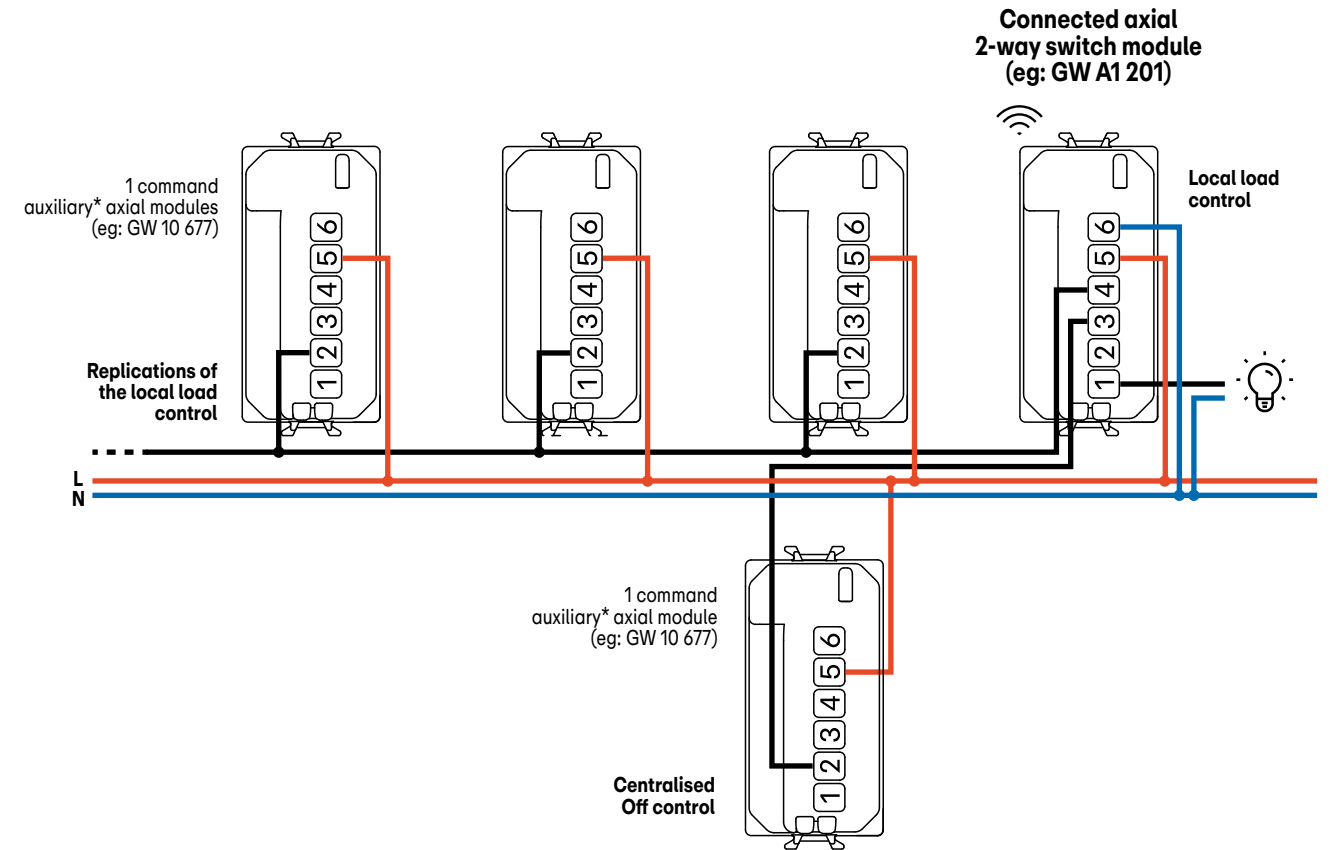 Connected axial
2-way switch module
(eg: GW A1 201)
1 command
auxiliary* axial modules
(eg: GW 10 677)
Local load
control
6
5
4
3
2
1
6
5
4
3
2
1
6
5
4
3
2
1
6
5
4
3
2
1
Replications of
the local load
control
L
N
1 command
auxiliary* axial module
(eg: GW 10 677)
6
5
4
3
2
1
Centralised
Off control